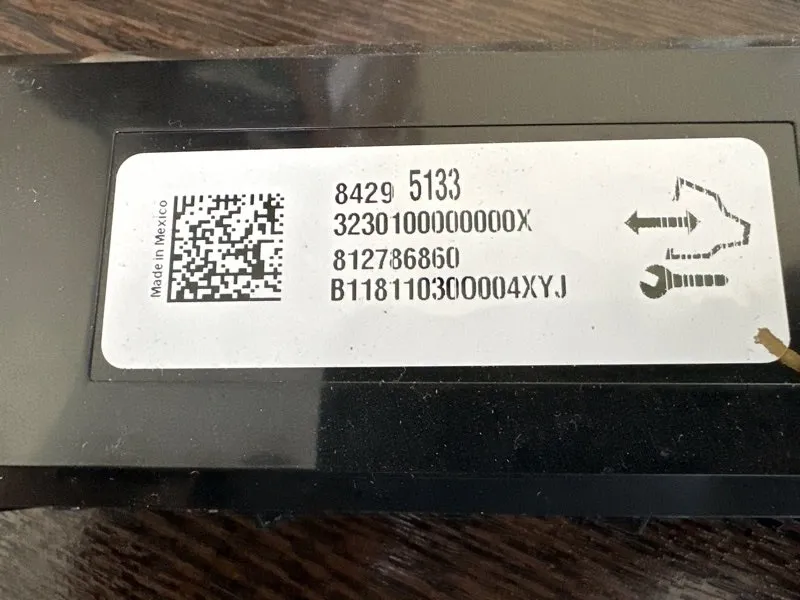 Made in Mexico
8429 5133
3230100000000X
812786860
B118110300004XYJ